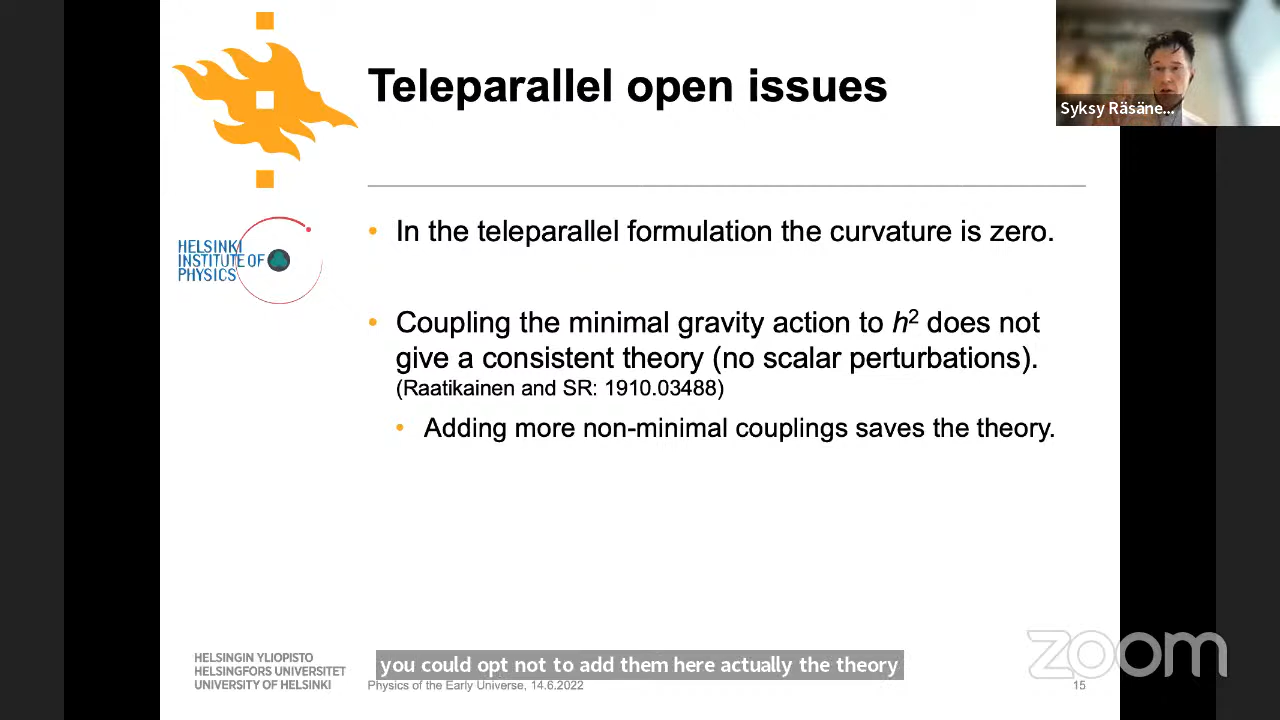 Teleparallel open issues
Syksy Räsäne...
• In the teleparallel formulation the curvature is zero.
HELSINKI
INSTITUTE OF
PHYSICS
• Coupling the minimal gravity action to h² does not
give a consistent theory (no scalar perturbations).
(Raatikainen and SR: 1910.03488)
• Adding more non-minimal couplings saves the theory.
zoom
HELSINGIN YLIOPISTO
HELSINGFORS UNIVERSITET
UNIVERSITY OF HELSINKI
you could opt not to add them here actually the theory
Physics of the Early Universe, 14.6.2022
15